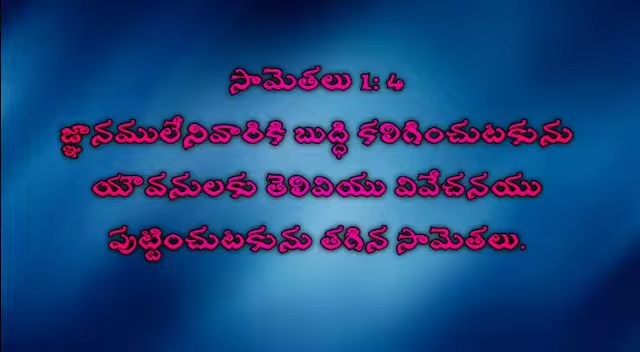 సామెతలు 1: 4
జ్ఞానములేనివారికి బుద్ధి కలిగించుటకును
యౌవనులకు తెలివియు వివేచనయు
పుట్టించుటకును తగిన సామెతలు.